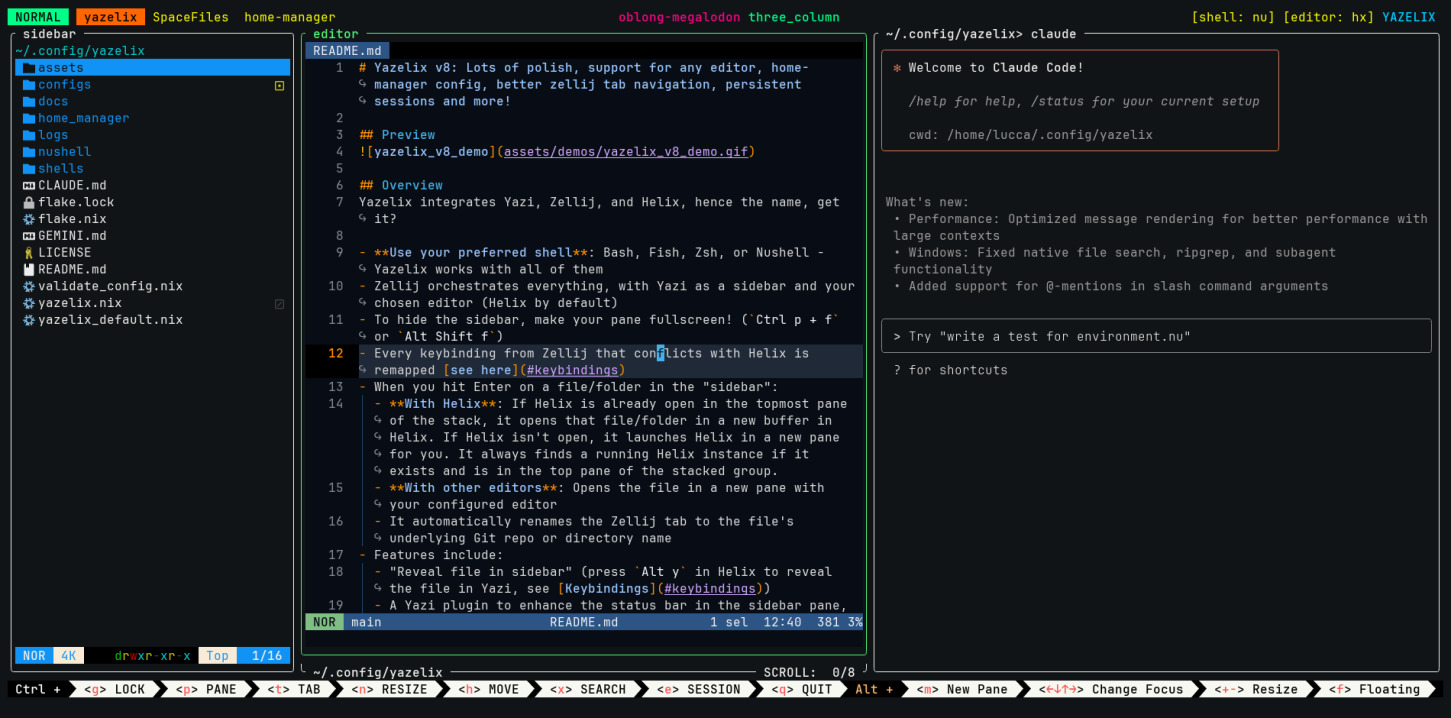 NORMAL yazelix SpaceFiles home-manager oblong-megalodon three_column [shell: nu] [editor: hx] YAZELIX
sidebar
~/.config/yazelix
assets
configs
docs
home_manager
logs
nushell
shells
CLAUDE.md
flake.lock
flake.nix
GEMINI.md
LICENSE
README.md
validate_config.nix
yazelix.nix
yazelix_default.nix
NOR 4K drwxr-xr-x Top 1/16
editor
README.md
1 # Yazelix v8: Lots of polish, support for any editor, home-
↪ manager config, better zellij tab navigation, persistent
↪ sessions and more!
2
3 ## Preview
4 ![yazelix_v8_demo](assets/demos/yazelix_v8_demo.gif)
5
6 ## Overview
7 Yazelix integrates Yazi, Zellij, and Helix, hence the name, get
↪ it?
8
9 - **Use your preferred shell**: Bash, Fish, Zsh, or Nushell -
↪ Yazelix works with all of them
10 - Zellij orchestrates everything, with Yazi as a sidebar and your
↪ chosen editor (Helix by default)
11 - To hide the sidebar, make your pane fullscreen! (`Ctrl p + f`
↪ or `Alt Shift f`)
12 - Every keybinding from Zellij that conflicts with Helix is
↪ remapped [see here](#keybindings)
13 - When you hit Enter on a file/folder in the "sidebar":
14 - **With Helix**: If Helix is already open in the topmost pane
↪ of the stack, it opens that file/folder in a new buffer in
↪ Helix. If Helix isn't open, it launches Helix in a new pane
↪ for you. It always finds a running Helix instance if it
↪ exists and is in the top pane of the stacked group.
15 - **With other editors**: Opens the file in a new pane with
↪ your configured editor
16 - It automatically renames the Zellij tab to the file's
↪ underlying Git repo or directory name
17 - Features include:
18 - "Reveal file in sidebar" (press `Alt y` in Helix to reveal
↪ the file in Yazi, see [Keybindings](#keybindings))
19 - A Yazi plugin to enhance the status bar in the sidebar pane,
NOR main README.md 1 sel 12:40 381 3%
~/.config/yazelix SCROLL: 0/8
~/.config/yazelix> claude
✻ Welcome to Claude Code!
/help for help, /status for your current setup
cwd: /home/lucca/.config/yazelix
What's new:
• Performance: Optimized message rendering for better performance with
large contexts
• Windows: Fixed native file search, ripgrep, and subagent
functionality
• Added support for @-mentions in slash command arguments
> Try "write a test for environment.nu"
? for shortcuts
Ctrl + <g> LOCK <p> PANE <t> TAB <n> RESIZE <h> MOVE <x> SEARCH <e> SESSION <q> QUIT Alt + <m> New Pane <←↓↑→> Change Focus <+-> Resize <f> Floating